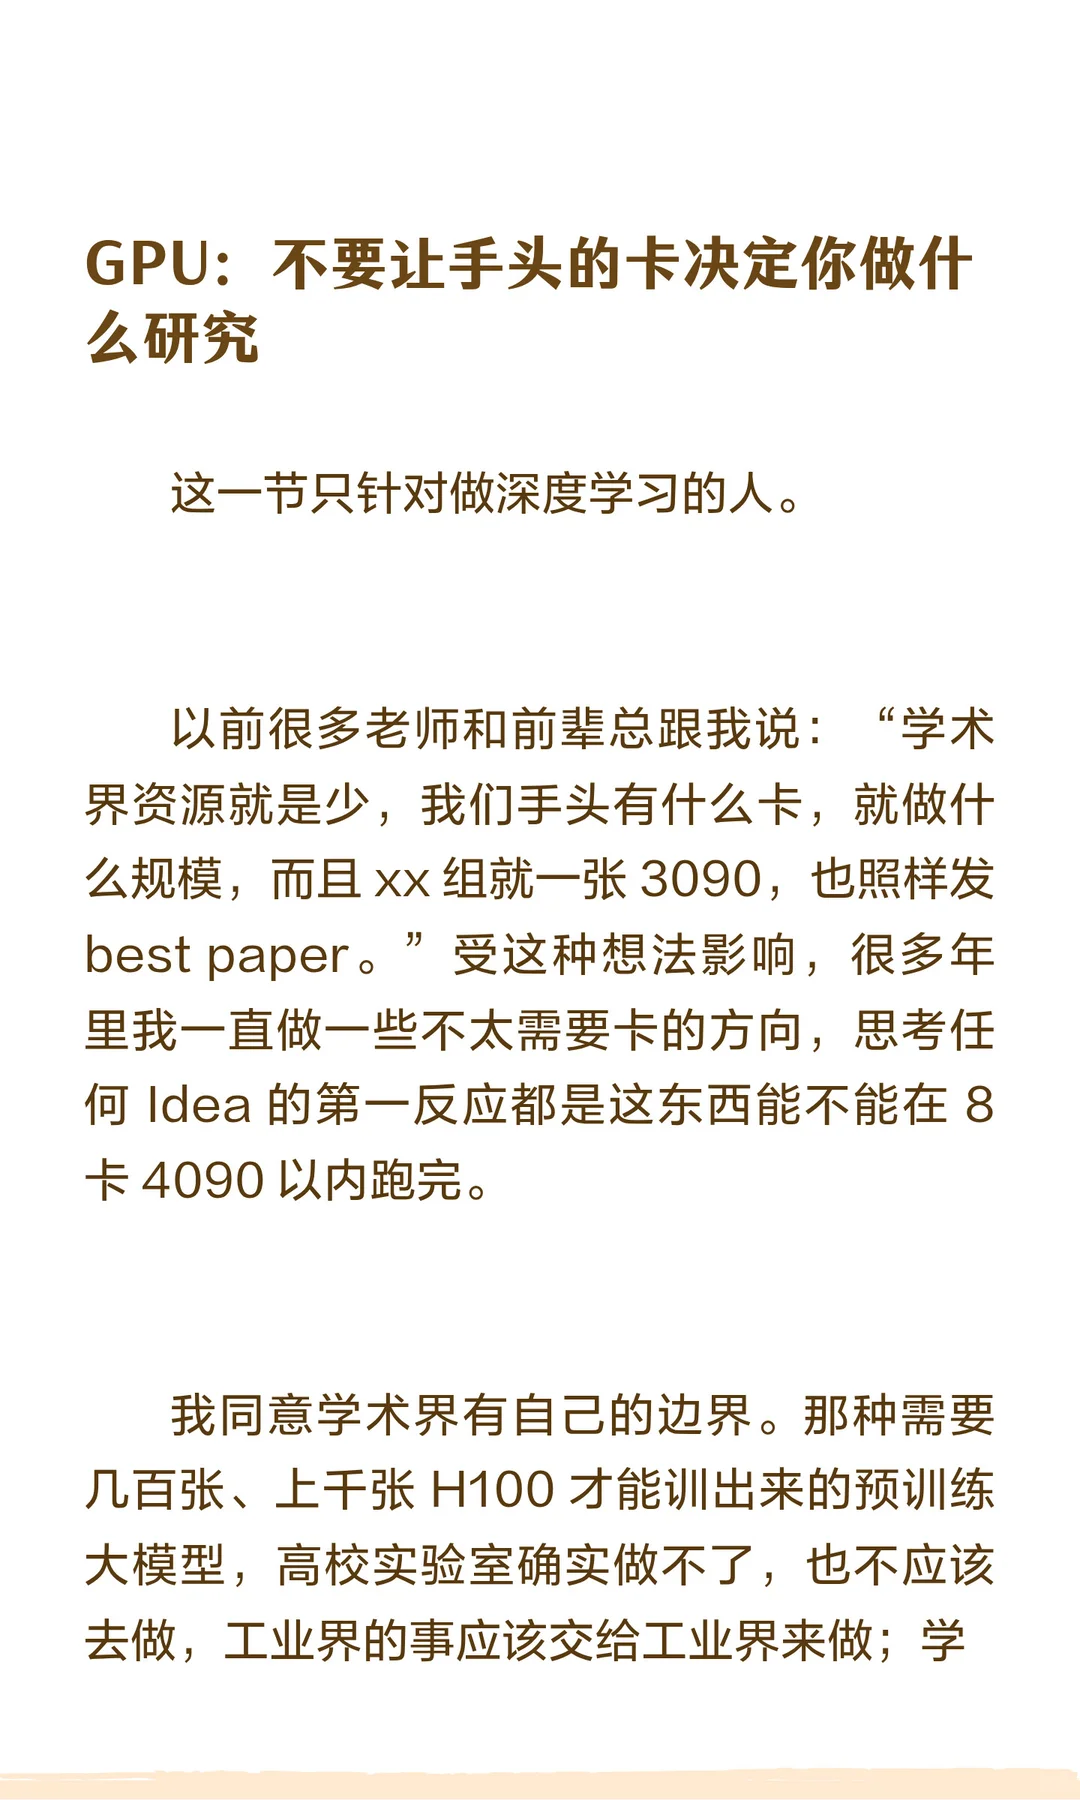 GPU：不要让手头的卡决定你做什
么研究
这一节只针对做深度学习的人。
以前很多老师和前辈总跟我说：“学术
界资源就是少，我们手头有什么卡，就做什
么规模，而且 xx 组就一张 3090，也照样发
best paper。”受这种想法影响，很多年
里我一直做一些不太需要卡的方向，思考任
何 Idea 的第一反应都是这东西能不能在 8
卡 4090 以内跑完。
我同意学术界有自己的边界。那种需要
几百张、上千张 H100 才能训出来的预训练
大模型，高校实验室确实做不了，也不应该
去做，工业界的事应该交给工业界来做；学